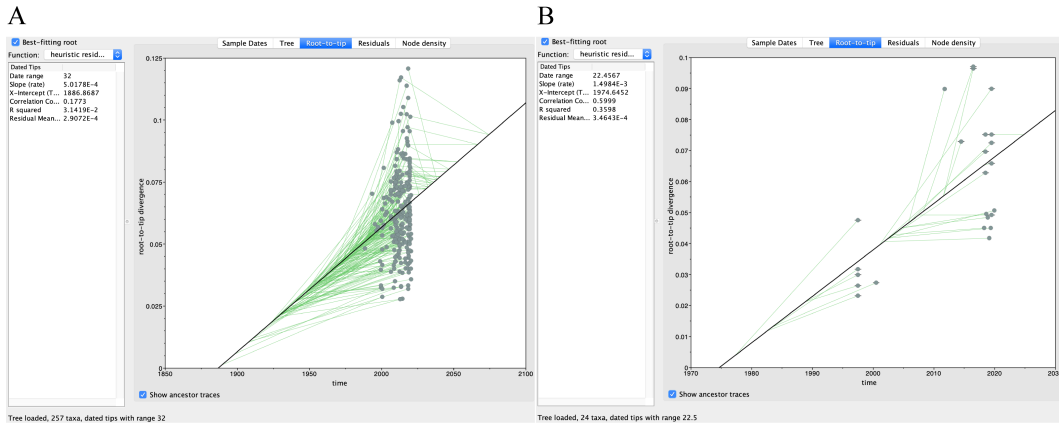 A
Best-fitting root
Function: heuristic resid...
Sample Dates Tree Root-to-tip Residuals Node density
Dated Tips
Date range 32
Slope (rate) 5.0178E-4
X-Intercept (T... 1886.8687
Correlation Co... 0.1773
R squared 3.1419E-2
Residual Mean... 2.9072E-4
0.125
0.1
0.075
0.05
0.025
0
root-to-tip divergence
1850 1900 1950 2000 2050 2100
time
Show ancestor traces
Tree loaded, 257 taxa, dated tips with range 32
B
Best-fitting root
Function: heuristic resid...
Sample Dates Tree Root-to-tip Residuals Node density
Dated Tips
Date range 22.4567
Slope (rate) 1.4984E-3
X-Intercept (T... 1974.6452
Correlation Co... 0.5999
R squared 0.3598
Residual Mean... 3.4643E-4
0.1
0.09
0.08
0.07
0.06
0.05
0.04
0.03
0.02
0.01
0
root-to-tip divergence
1970 1980 1990 2000 2010 2020 2030
time
Show ancestor traces
Tree loaded, 24 taxa, dated tips with range 22.5